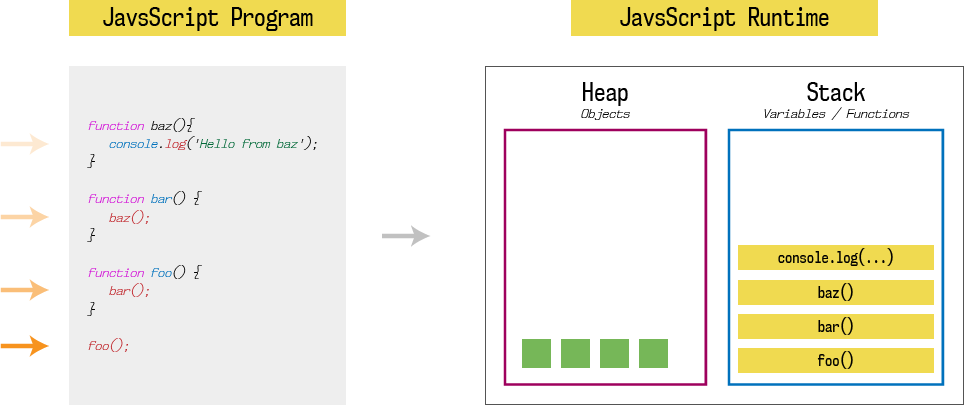 JavsScript Program
function baz(){
console.log('Hello from baz');
}
function bar() {
baz();
}
function foo() {
bar();
}
foo();
JavsScript Runtime
Heap
Objects
Stack
Variables / Functions
console.log(...)
baz()
bar()
foo()